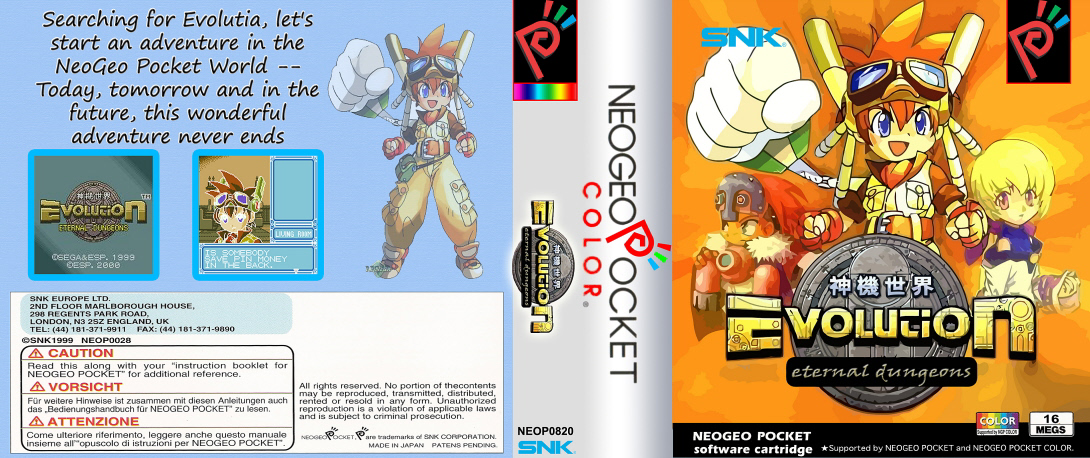 Searching for Evolutia, let's
start an adventure in the
NeoGeo Pocket World --
Today, tomorrow and in the
future, this wonderful
adventure never ends
神機世界
EVOLUTION TM
ETERNAL DUNGEONS
©SEGA&ESP. 1999
©ESP. 2000
LIVING ROOM
IS SOMEBODY
SAVE PIN MONEY
IN THE BACK.
SNK EUROPE LTD.
2ND FLOOR MARLBOROUGH HOUSE,
298 REGENTS PARK ROAD,
LONDON, N3 2SZ ENGLAND, UK
TEL: (44) 181-371-9911 FAX: (44) 181-371-9890
©SNK1999 NEOP0028
CAUTION
Read this along with your "instruction booklet for
NEOGEO POCKET" for additional reference.
VORSICHT
Für weitere Hinweise ist zusammen mit diesen Anleitungen auch
das „Bedienungshandbuch für NEOGEO POCKET" zu lesen.
ATTENZIONE
Come ulteriore riferimento, leggere anche questo manuale
insieme all'"opuscolo di istruzioni per NEOGEO POCKET".
All rights reserved. No portion of thecontents
may be reproduced, transmitted, distributed,
rented or resold in any form. Unauthorized
reproduction is a violation of applicable laws
and is subject to criminal prosecution.
NEOGEO POCKET, P are trademarks of SNK CORPORATION.
MADE IN JAPAN PATENS PENDING.
P
NEOGEO POCKET
COLOR®
神機世界
EVOLUTION
eternal dungeons
NEOP0820
SNK®
SNK®
P
神機世界
EVOLUTION
eternal dungeons
COLOR
Supported by NGP COLOR
16
MEGS
NEOGEO POCKET
software cartridge
★Supported by NEOGEO POCKET and NEOGEO POCKET COLOR.